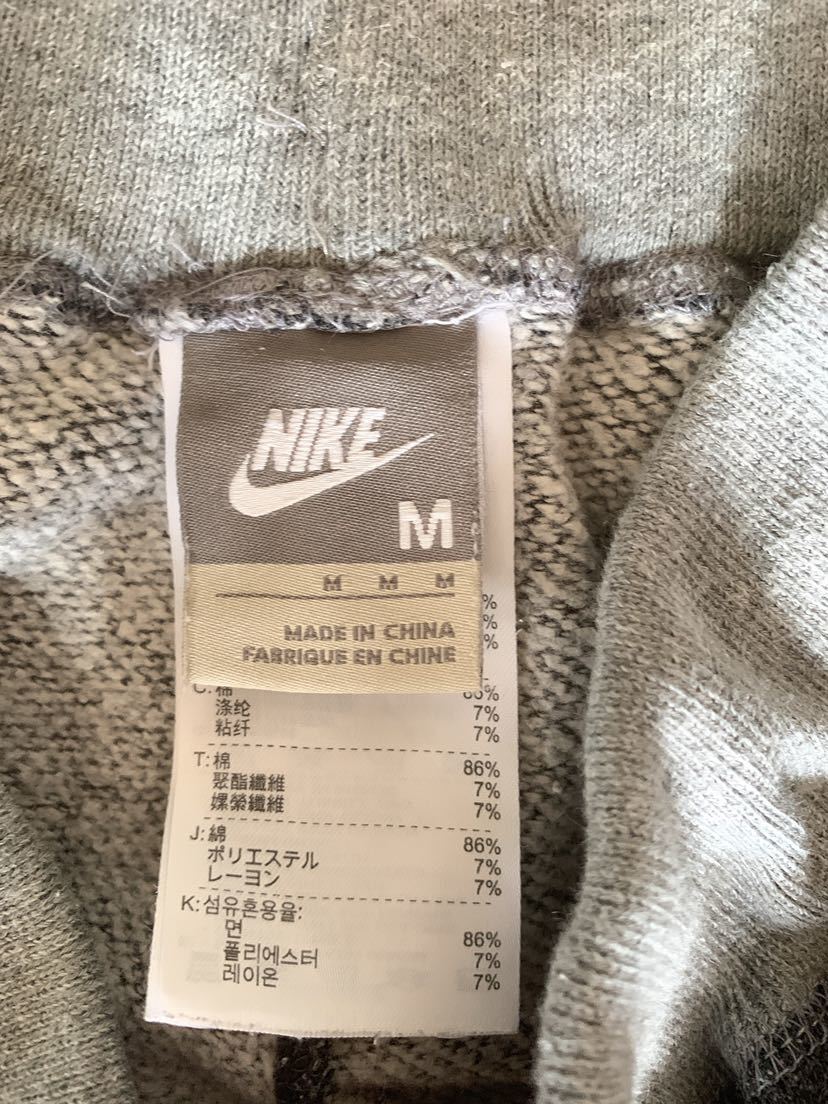 NIKE
M
M M M
MADE IN CHINA
FABRIQUE EN CHINE
%
%
%
C: 棉 86%
涤纶 7%
粘纤 7%
T: 棉 86%
聚酯纖維 7%
嫘縈纖維 7%
J: 綿 86%
ポリエステル 7%
レーヨン 7%
K: 섬유혼용율:
면 86%
폴리에스터 7%
레이온 7%